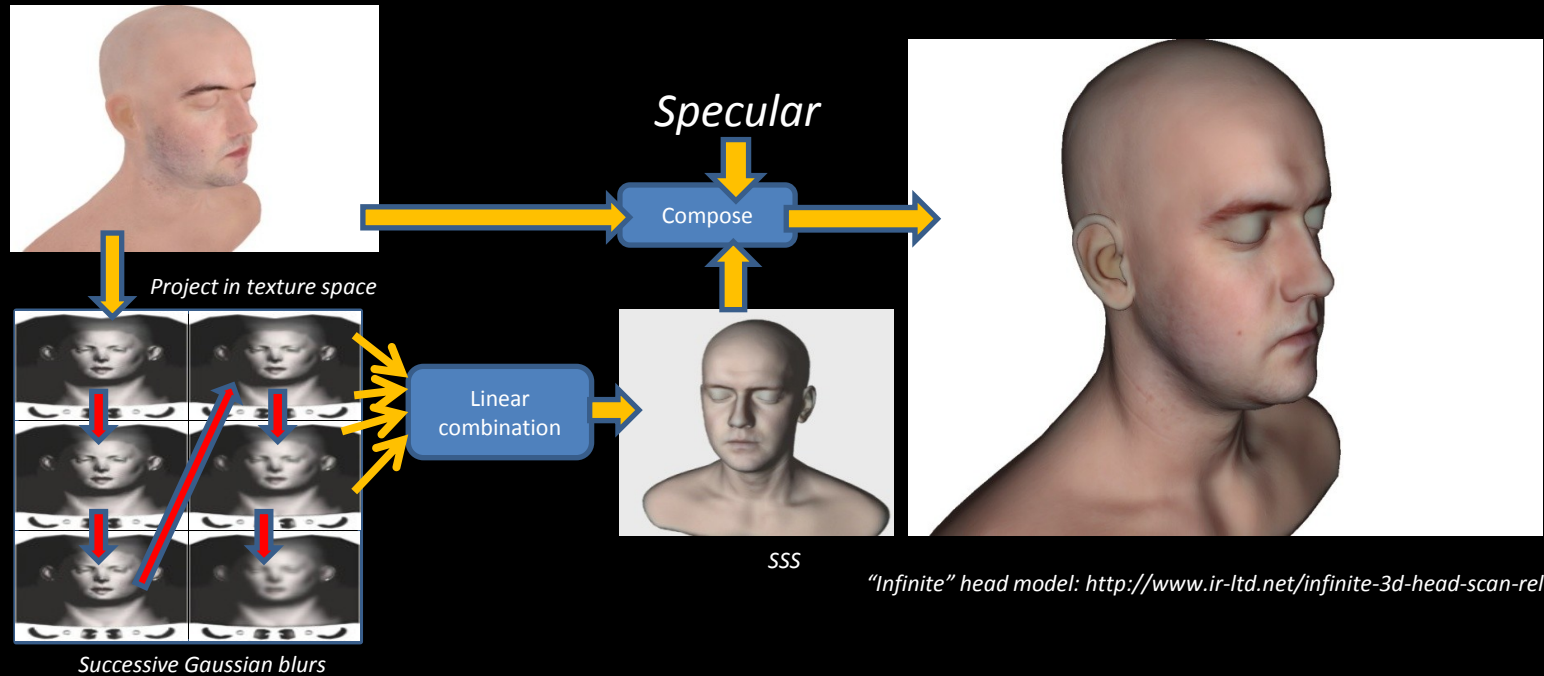 Specular
Compose
Project in texture space
Linear
combination
SSS
“Infinite” head model: http://www.ir-ltd.net/infinite-3d-head-scan-rel
Successive Gaussian blurs